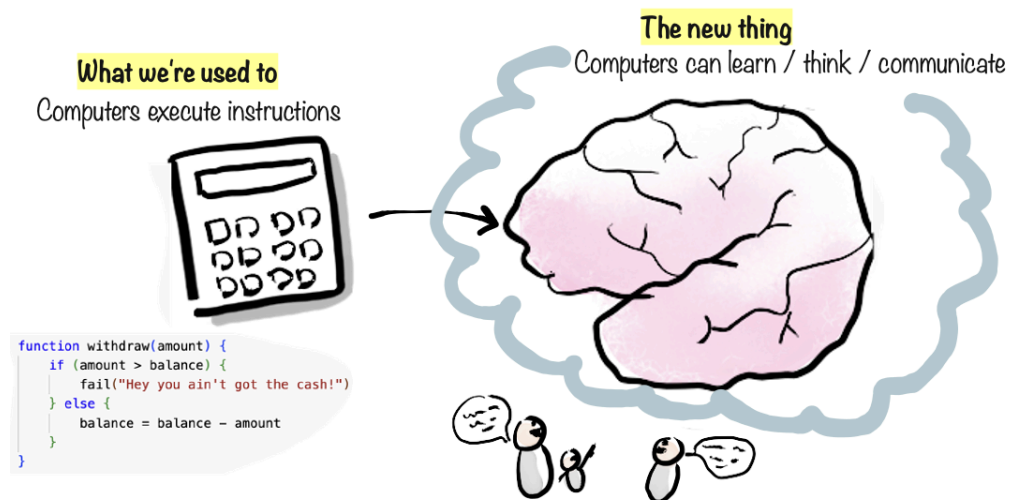 What we're used to
Computers execute instructions
function withdraw(amount) {
    if (amount > balance) {
        fail("Hey you ain't got the cash!")
    } else {
        balance = balance - amount
    }
}
The new thing
Computers can learn / think / communicate